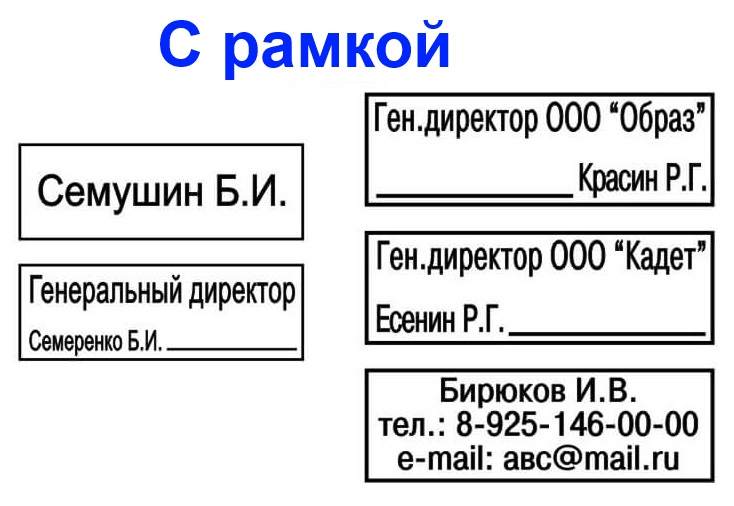 С рамкой
Семушин Б.И.
Генеральный директор
Семеренко Б.И. ____________
Ген.директор ООО “Образ”
____________ Красин Р.Г.
Ген.директор ООО “Кадет”
Есенин Р.Г. ____________
Бирюков И.В.
тел.: 8-925-146-00-00
e-mail: авс@mail.ru